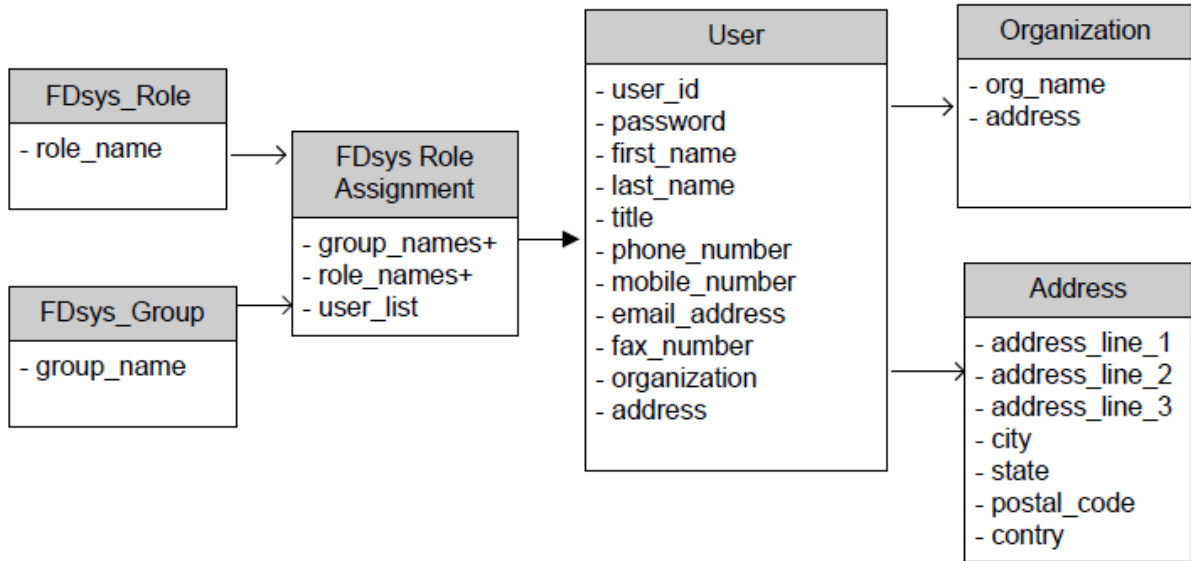 FDsys_Role
- role_name
FDsys_Group
- group_name
FDsys Role
Assignment
- group_names+
- role_names+
- user_list
User
- user_id
- password
- first_name
- last_name
- title
- phone_number
- mobile_number
- email_address
- fax_number
- organization
- address
Organization
- org_name
- address
Address
- address_line_1
- address_line_2
- address_line_3
- city
- state
- postal_code
- contry